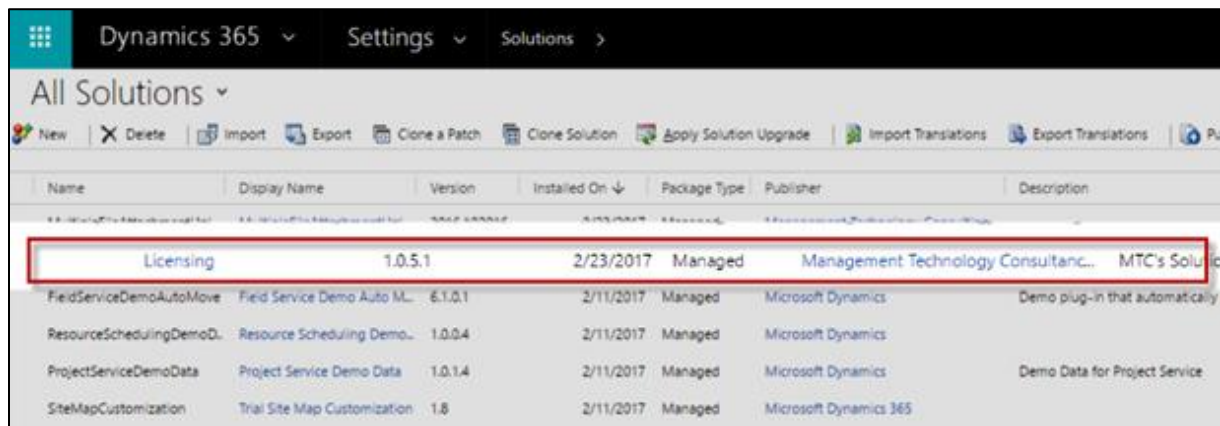 Dynamics 365 Settings Solutions >
All Solutions
New Delete Import Export Clone a Patch Clone Solution Apply Solution Upgrade Import Translations Export Translations Pu
Name Display Name Version Installed On ↓ Package Type Publisher Description
Licensing 1.0.5.1 2/23/2017 Managed Management Technology Consultanc... MTC's Solutio
FieldServiceDemoAutoMove Field Service Demo Auto M... 6.1.0.1 2/11/2017 Managed Microsoft Dynamics Demo plug-in that automatically
ResourceSchedulingDemoD... Resource Scheduling Demo... 1.0.0.4 2/11/2017 Managed Microsoft Dynamics
ProjectServiceDemoData Project Service Demo Data 1.0.1.4 2/11/2017 Managed Microsoft Dynamics Demo Data for Project Service
SiteMapCustomization Trial Site Map Customization 1.8 2/11/2017 Managed Microsoft Dynamics 365